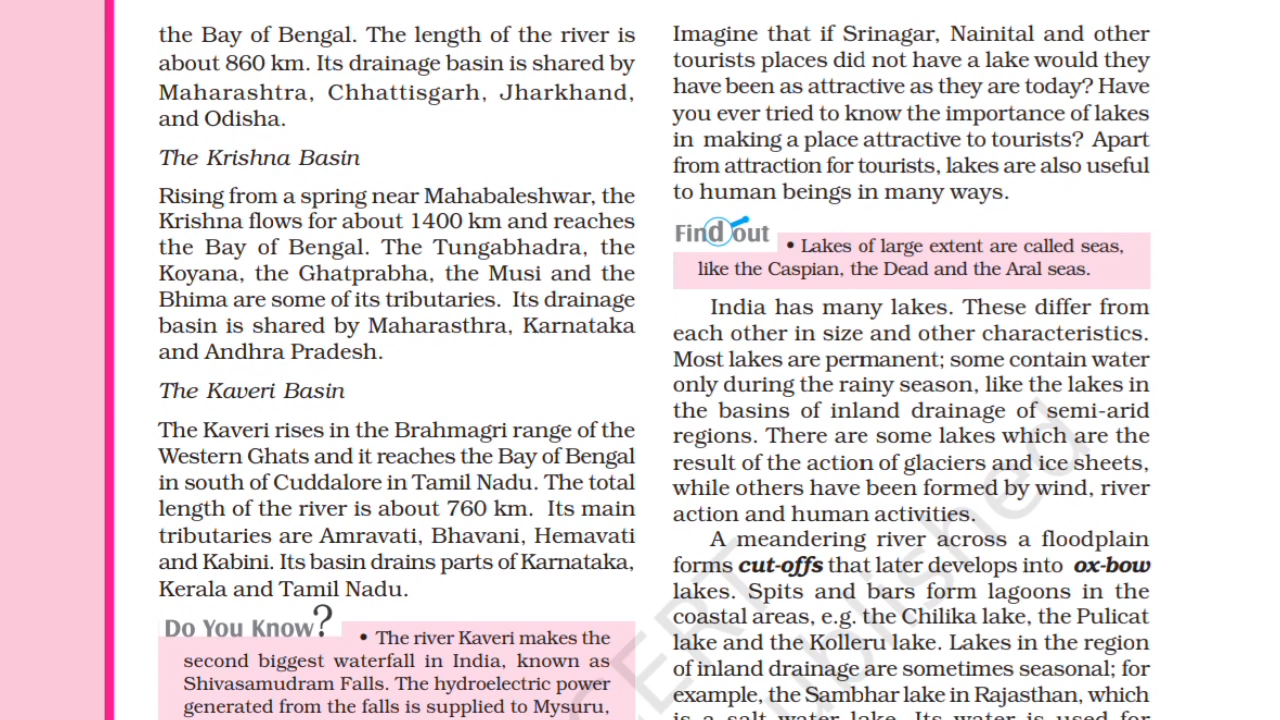 the Bay of Bengal. The length of the river is
about 860 km. Its drainage basin is shared by
Maharashtra, Chhattisgarh, Jharkhand,
and Odisha.
The Krishna Basin
Rising from a spring near Mahabaleshwar, the
Krishna flows for about 1400 km and reaches
the Bay of Bengal. The Tungabhadra, the
Koyana, the Ghatprabha, the Musi and the
Bhima are some of its tributaries. Its drainage
basin is shared by Maharasthra, Karnataka
and Andhra Pradesh.
The Kaveri Basin
The Kaveri rises in the Brahmagri range of the
Western Ghats and it reaches the Bay of Bengal
in south of Cuddalore in Tamil Nadu. The total
length of the river is about 760 km. Its main
tributaries are Amravati, Bhavani, Hemavati
and Kabini. Its basin drains parts of Karnataka,
Kerala and Tamil Nadu.
Do You Know?
• The river Kaveri makes the
second biggest waterfall in India, known as
Shivasamudram Falls. The hydroelectric power
generated from the falls is supplied to Mysuru,
Imagine that if Srinagar, Nainital and other
tourists places did not have a lake would they
have been as attractive as they are today? Have
you ever tried to know the importance of lakes
in making a place attractive to tourists? Apart
from attraction for tourists, lakes are also useful
to human beings in many ways.
Find out
• Lakes of large extent are called seas,
like the Caspian, the Dead and the Aral seas.
India has many lakes. These differ from
each other in size and other characteristics.
Most lakes are permanent; some contain water
only during the rainy season, like the lakes in
the basins of inland drainage of semi-arid
regions. There are some lakes which are the
result of the action of glaciers and ice sheets,
while others have been formed by wind, river
action and human activities.
A meandering river across a floodplain
forms cut-offs that later develops into ox-bow
lakes. Spits and bars form lagoons in the
coastal areas, e.g. the Chilika lake, the Pulicat
lake and the Kolleru lake. Lakes in the region
of inland drainage are sometimes seasonal; for
example, the Sambhar lake in Rajasthan, which
is a salt water lake. Its water is used for